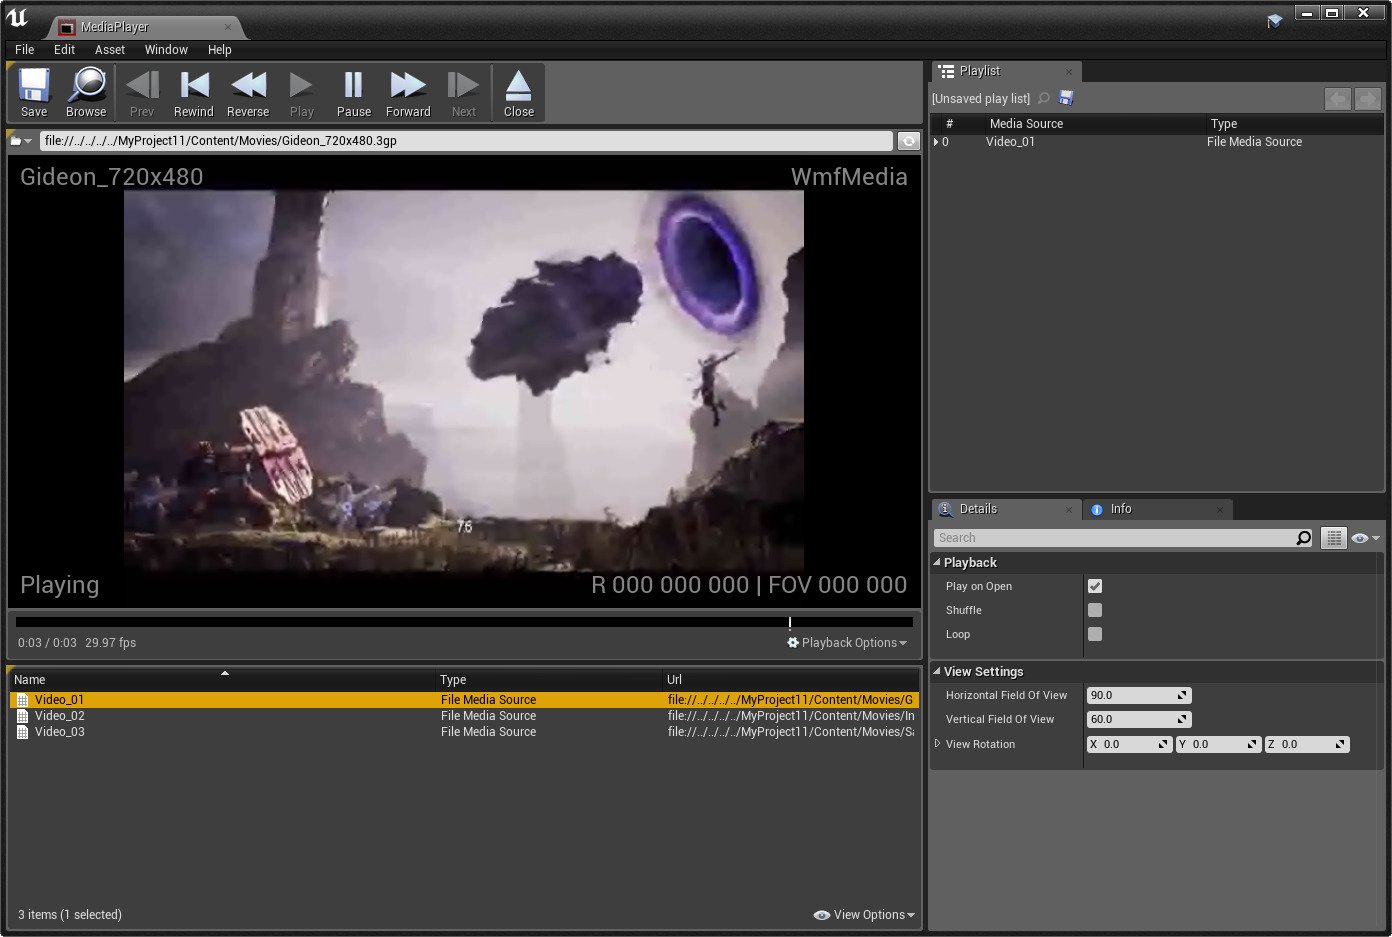 MediaPlayer
File Edit Asset Window Help
Save Browse Prev Rewind Reverse Play Pause Forward Next Close
file://../../../../MyProject11/Content/Movies/Gideon_720x480.3gp
Gideon_720x480 WmfMedia
76
Playing R 000 000 000 | FOV 000 000
0:03 / 0:03 29.97 fps Playback Options
Name Type Url
Video_01 File Media Source file://../../../../MyProject11/Content/Movies/G
Video_02 File Media Source file://../../../../MyProject11/Content/Movies/In
Video_03 File Media Source file://../../../../MyProject11/Content/Movies/Sa
3 items (1 selected) View Options
Playlist
[Unsaved play list]
# Media Source Type
0 Video_01 File Media Source
Details Info
Search
Playback
Play on Open
Shuffle
Loop
View Settings
Horizontal Field Of View 90.0
Vertical Field Of View 60.0
View Rotation X 0.0 Y 0.0 Z 0.0